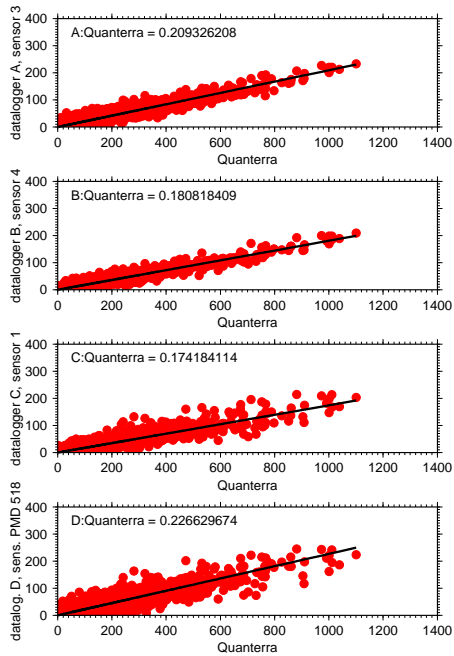 400
300
200
100
0
datalogger A, sensor 3
A:Quanterra = 0.209326208
0 200 400 600 800 1000 1200 1400
Quanterra
400
300
200
100
0
datalogger B, sensor 4
B:Quanterra = 0.180818409
0 200 400 600 800 1000 1200 1400
Quanterra
400
300
200
100
0
datalogger C, sensor 1
C:Quanterra = 0.174184114
0 200 400 600 800 1000 1200 1400
Quanterra
400
300
200
100
0
datalog. D, sens. PMD 518
D:Quanterra = 0.226629674
0 200 400 600 800 1000 1200 1400
Quanterra